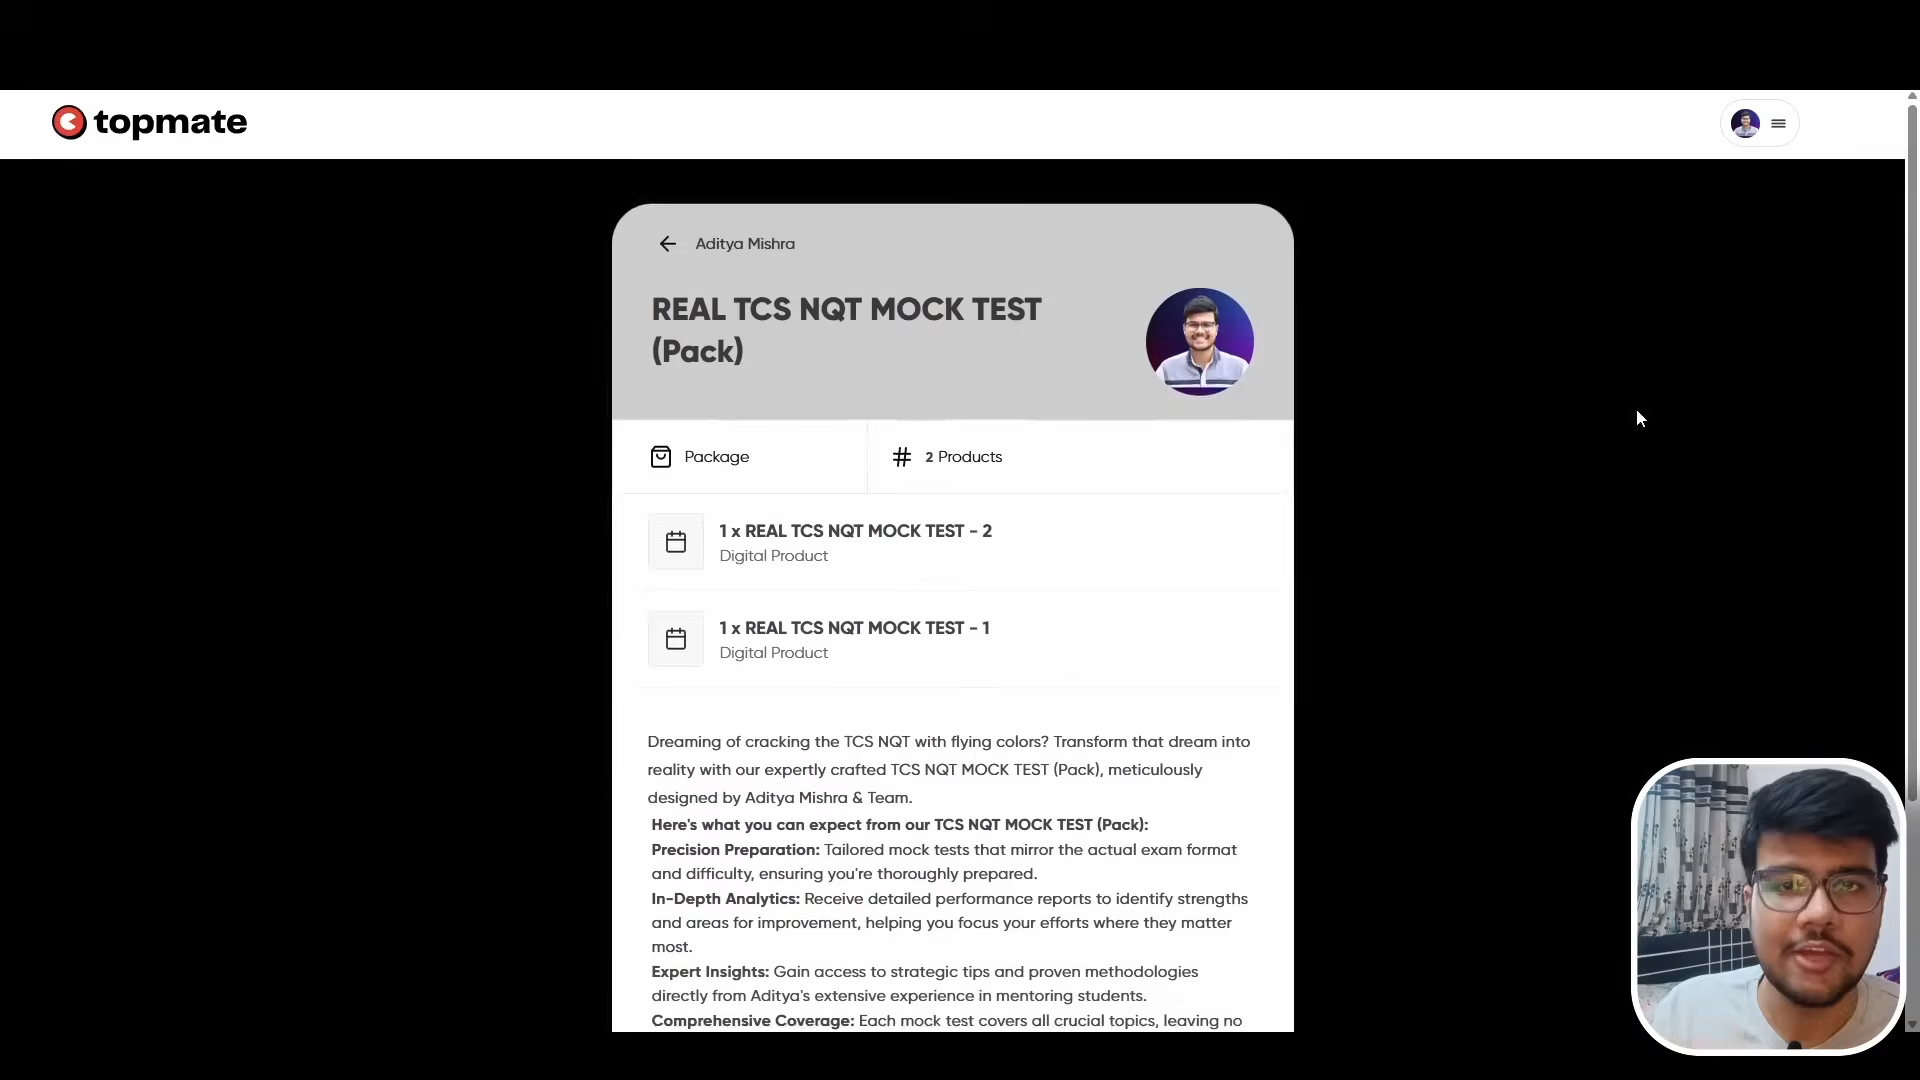 topmate
Aditya Mishra
REAL TCS NQT MOCK TEST
(Pack)
Package
2 Products
1 x REAL TCS NQT MOCK TEST - 2
Digital Product
1 x REAL TCS NQT MOCK TEST - 1
Digital Product
Dreaming of cracking the TCS NQT with flying colors? Transform that dream into
reality with our expertly crafted TCS NQT MOCK TEST (Pack), meticulously
designed by Aditya Mishra & Team.
Here's what you can expect from our TCS NQT MOCK TEST (Pack):
Precision Preparation: Tailored mock tests that mirror the actual exam format
and difficulty, ensuring you're thoroughly prepared.
In-Depth Analytics: Receive detailed performance reports to identify strengths
and areas for improvement, helping you focus your efforts where they matter
most.
Expert Insights: Gain access to strategic tips and proven methodologies
directly from Aditya's extensive experience in mentoring students.
Comprehensive Coverage: Each mock test covers all crucial topics, leaving no